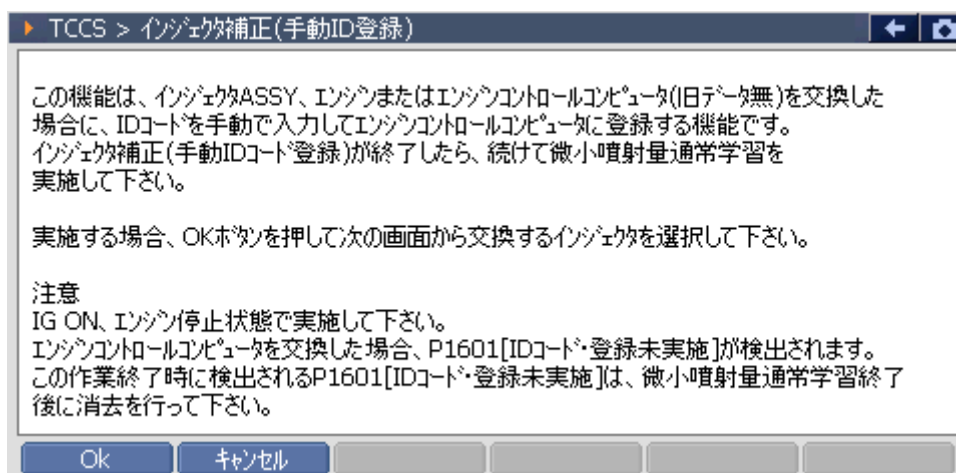 TCCS > インジェクタ補正(手動ID登録)
この機能は、インジェクタASSY、エンジンまたはエンジンコントロールコンピュータ(旧データ無)を交換した
場合に、IDコードを手動で入力してエンジンコントロールコンピュータに登録する機能です。
インジェクタ補正(手動IDコード登録)が終了したら、続けて微小噴射量通常学習を
実施して下さい。
実施する場合、OKボタンを押して次の画面から交換するインジェクタを選択して下さい。
注意
IG ON、エンジン停止状態で実施して下さい。
エンジンコントロールコンピュータを交換した場合、P1601[IDコード・登録未実施]が検出されます。
この作業終了時に検出されるP1601[IDコード・登録未実施]は、微小噴射量通常学習終了
後に消去を行って下さい。
Ok
キャンセル